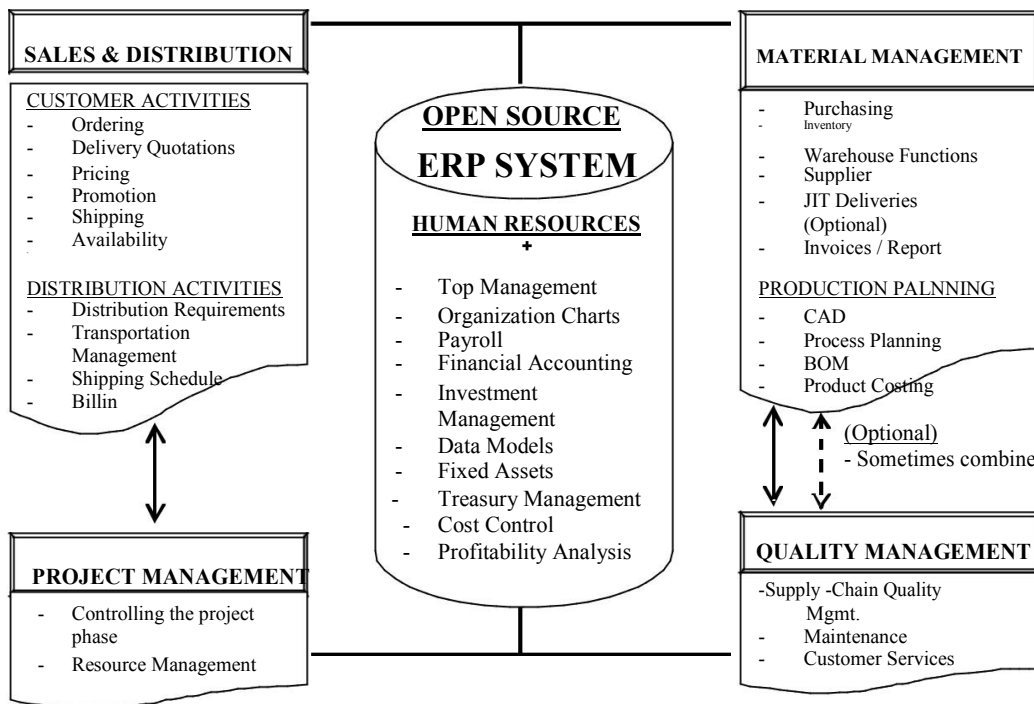 SALES & DISTRIBUTION
CUSTOMER ACTIVITIES
- Ordering
- Delivery Quotations
- Pricing
- Promotion
- Shipping
- Availability
DISTRIBUTION ACTIVITIES
- Distribution Requirements
- Transportation
Management
- Shipping Schedule
- Billin
PROJECT MANAGEMENT
- Controlling the project
phase
- Resource Management
OPEN SOURCE
ERP SYSTEM
HUMAN RESOURCES
+
- Top Management
- Organization Charts
- Payroll
- Financial Accounting
- Investment
Management
- Data Models
- Fixed Assets
- Treasury Management
- Cost Control
- Profitability Analysis
MATERIAL MANAGEMENT
- Purchasing
- Inventory
- Warehouse Functions
- Supplier
- JIT Deliveries
(Optional)
- Invoices / Report
PRODUCTION PALNNING
- CAD
- Process Planning
- BOM
- Product Costing
(Optional)
- Sometimes combine
QUALITY MANAGEMENT
-Supply -Chain Quality
Mgmt.
- Maintenance
- Customer Services